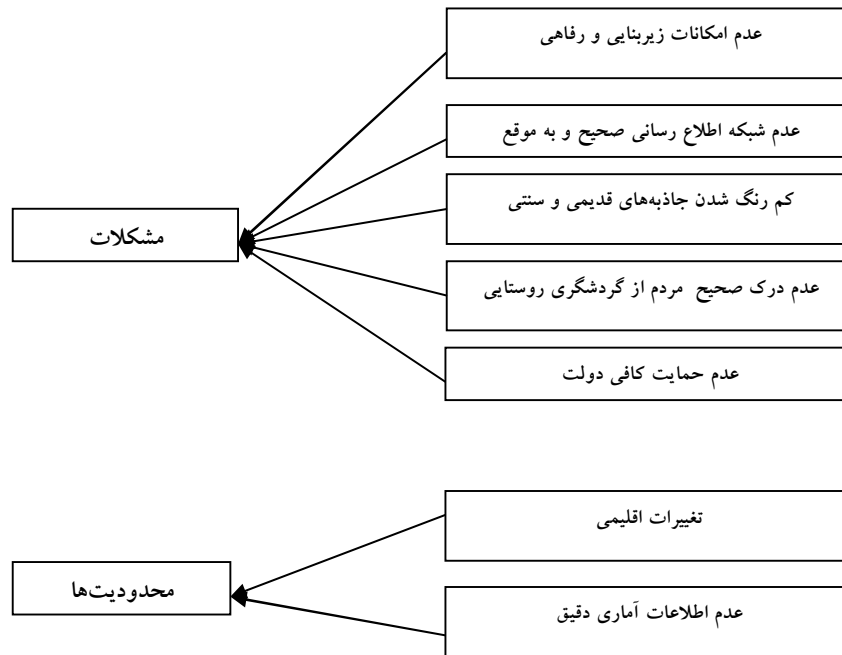 عدم امکانات زیربنایی و رفاهی
عدم شبکه اطلاع رسانی صحیح و به موقع
کم رنگ شدن جاذبه‌های قدیمی و سنتی
مشکلات
عدم درک صحیح مردم از گردشگری روستایی
عدم حمایت کافی دولت
تغییرات اقلیمی
محدودیت‌ها
عدم اطلاعات آماری دقیق